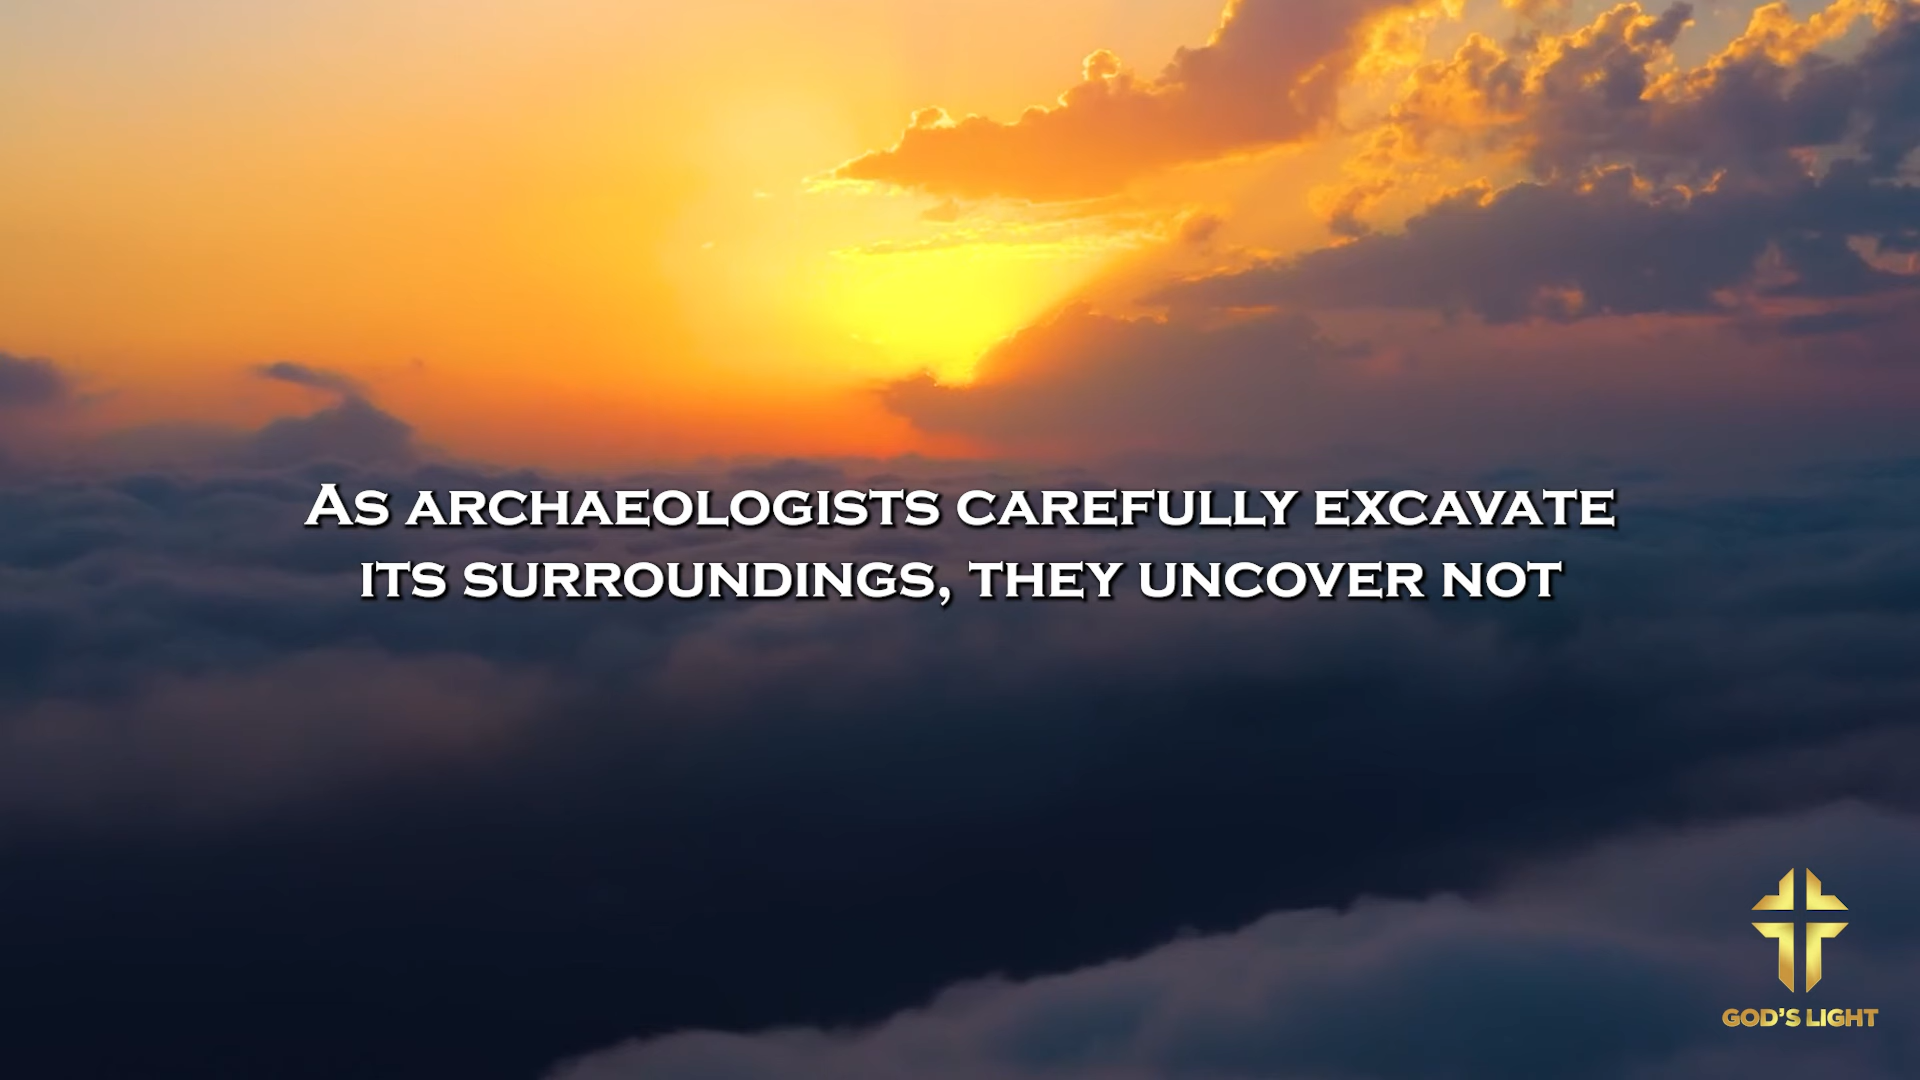 As archaeologists carefully excavate
its surroundings, they uncover not
GOD'S LIGHT